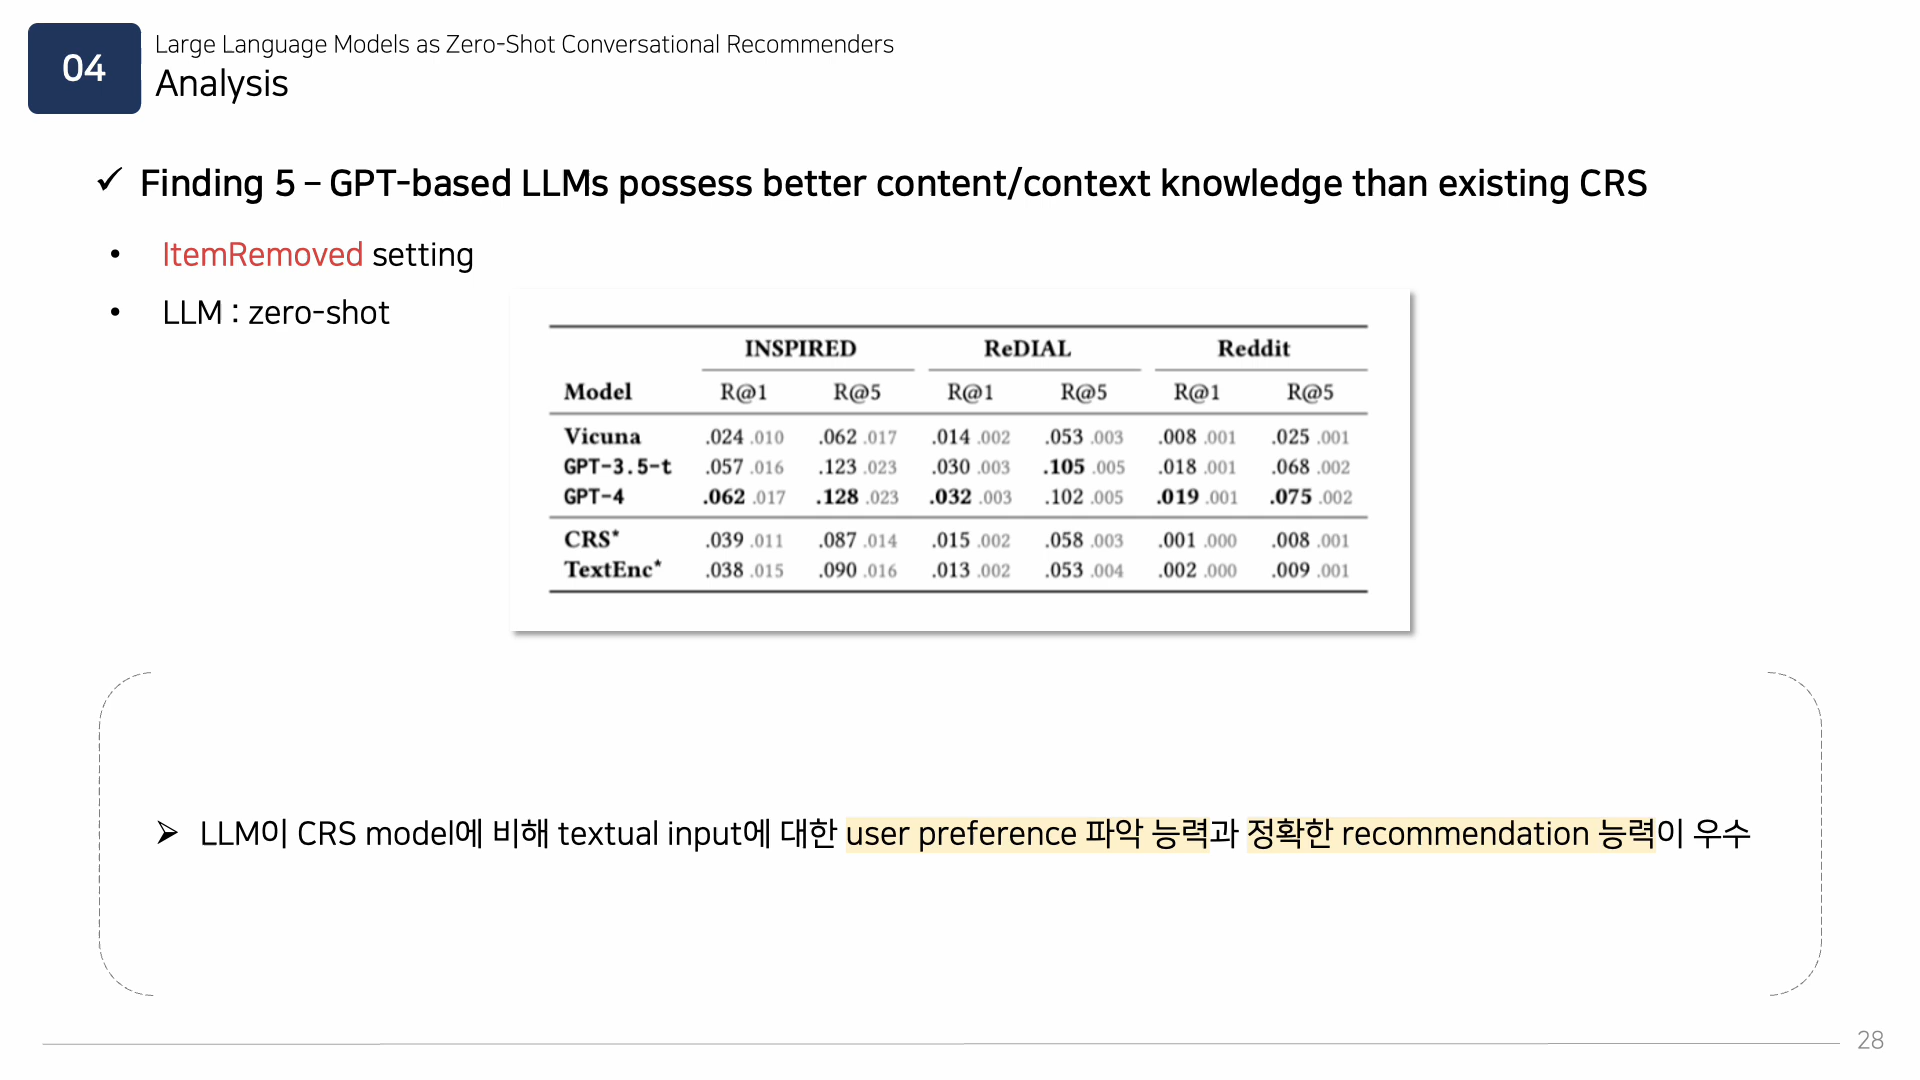 04
Large Language Models as Zero-Shot Conversational Recommenders
Analysis
✓ Finding 5 – GPT-based LLMs possess better content/context knowledge than existing CRS
• ItemRemoved setting
• LLM : zero-shot
INSPIRED ReDIAL Reddit
Model R@1 R@5 R@1 R@5 R@1 R@5
Vicuna .024 .010 .062 .017 .014 .002 .053 .003 .008 .001 .025 .001
GPT-3.5-t .057 .016 .123 .023 .030 .003 .105 .005 .018 .001 .068 .002
GPT-4 .062 .017 .128 .023 .032 .003 .102 .005 .019 .001 .075 .002
CRS* .039 .011 .087 .014 .015 .002 .058 .003 .001 .000 .008 .001
TextEnc* .038 .015 .090 .016 .013 .002 .053 .004 .002 .000 .009 .001
➢ LLM이 CRS model에 비해 textual input에 대한 user preference 파악 능력과 정확한 recommendation 능력이 우수
28